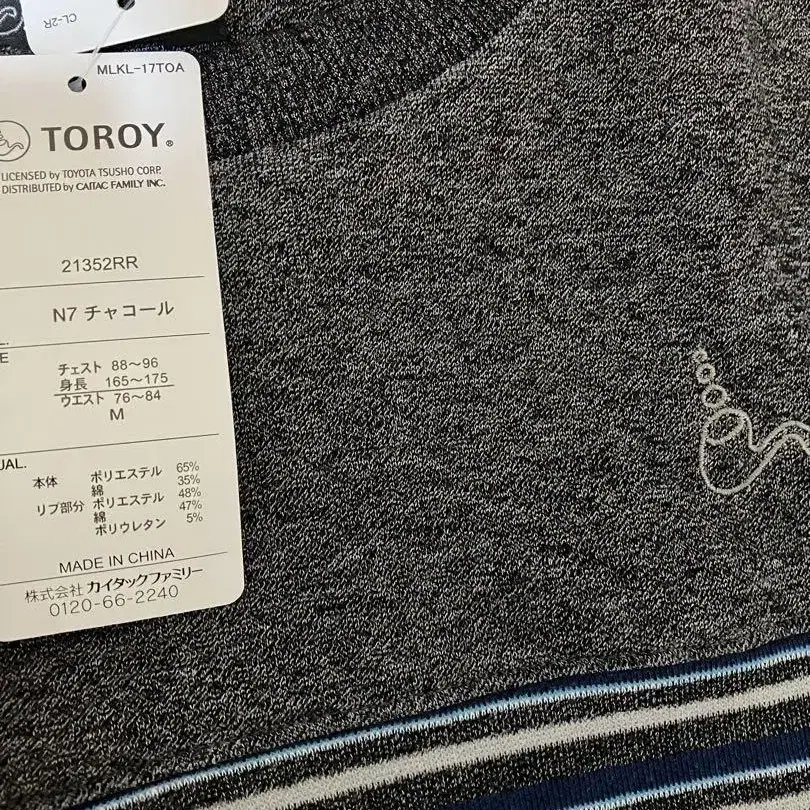 CL-2R
MLKL-17TOA
TOROY®
LICENSED by TOYOTA TSUSHO CORP.
DISTRIBUTED by CAITAC FAMILY INC.
21352RR
N7 チャコール
チェスト 88～96
身長 165～175
ウエスト 76～84
M
UAL.
本体 ポリエステル 65%
綿 35%
リブ部分 ポリエステル 48%
綿 47%
ポリウレタン 5%
MADE IN CHINA
株式会社 カイタックファミリー
0120-66-2240